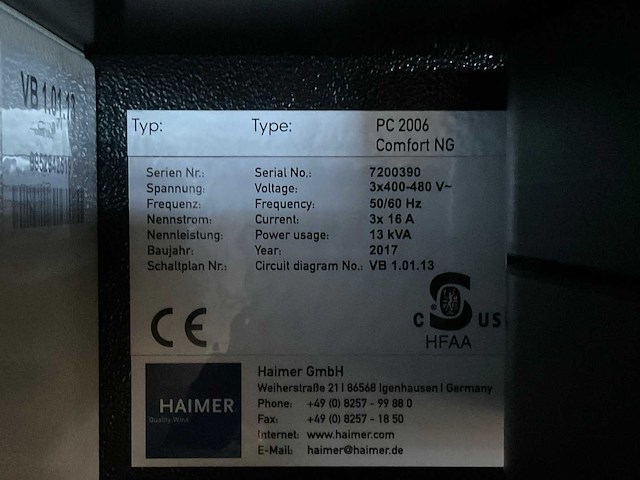 VB 1.01.13
Typ: Type: PC 2006
Comfort NG
Serien Nr.: Serial No.: 7200390
Spannung: Voltage: 3x400-480 V~
Frequenz: Frequency: 50/60 Hz
Nennstrom: Current: 3x 16 A
Nennleistung: Power usage: 13 kVA
Baujahr: Year: 2017
Schaltplan Nr.: Circuit diagram No.: VB 1.01.13
CE
C S US
HFAA
HAIMER
Quality Wins.
Haimer GmbH
Weiherstraße 21 | 86568 Igenhausen | Germany
Phone: +49 (0) 8257 - 99 88 0
Fax: +49 (0) 8257 - 18 50
Internet: www.haimer.com
E-Mail: haimer@haimer.de